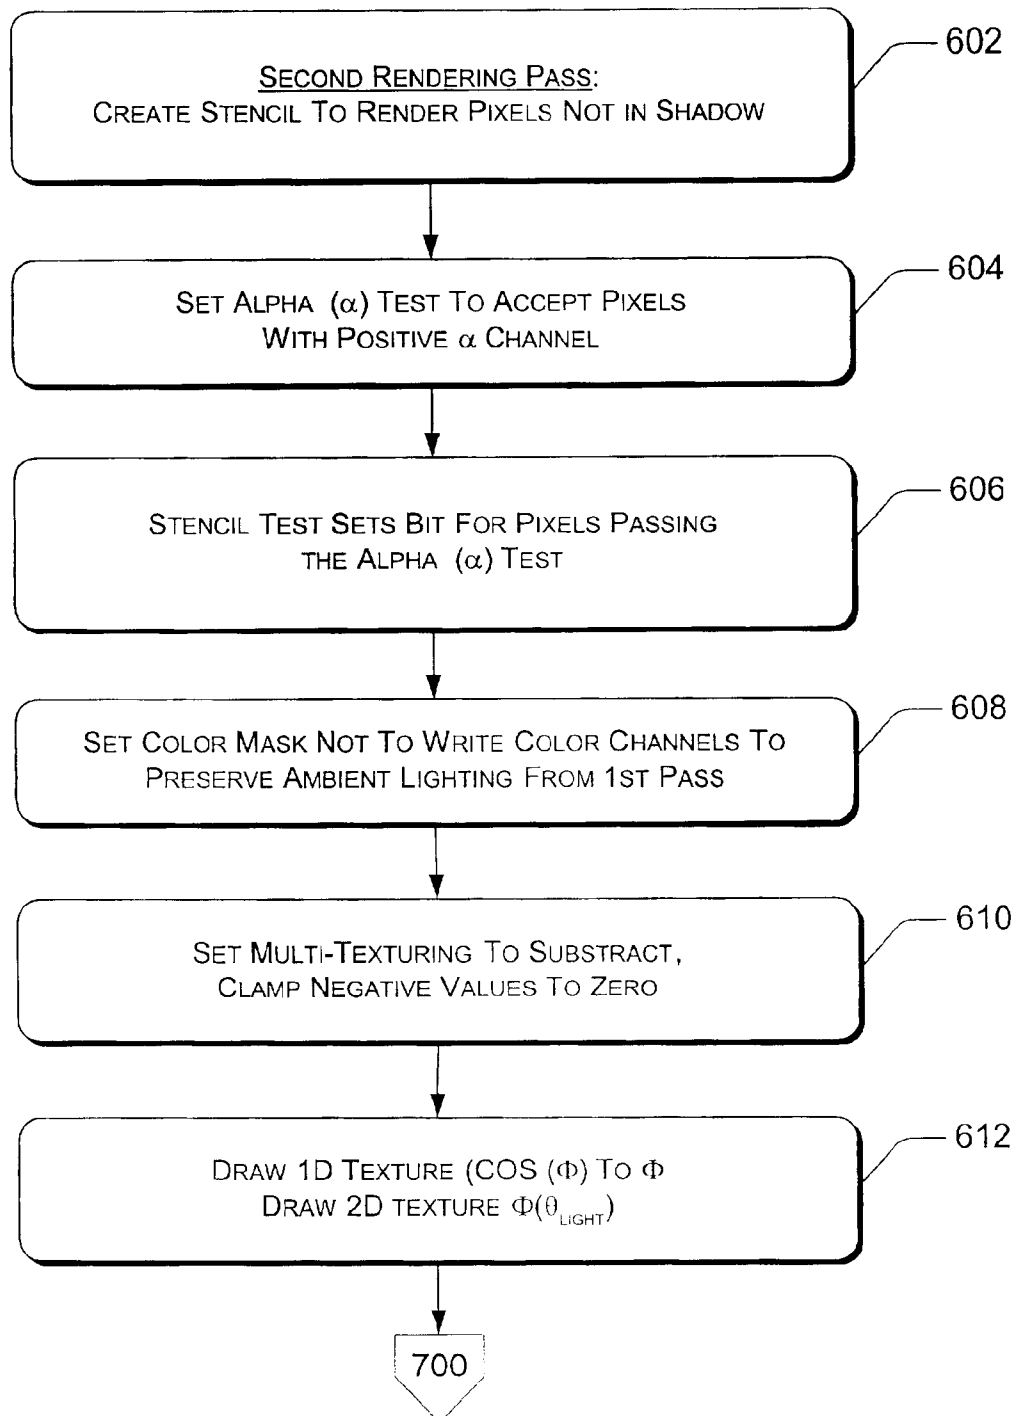 SECOND RENDERING PASS:
CREATE STENCIL TO RENDER PIXELS NOT IN SHADOW
602
SET ALPHA (α) TEST TO ACCEPT PIXELS
WITH POSITIVE α CHANNEL
604
STENCIL TEST SETS BIT FOR PIXELS PASSING
THE ALPHA (α) TEST
606
SET COLOR MASK NOT TO WRITE COLOR CHANNELS TO
PRESERVE AMBIENT LIGHTING FROM 1ST PASS
608
SET MULTI-TEXTURING TO SUBSTRACT,
CLAMP NEGATIVE VALUES TO ZERO
610
DRAW 1D TEXTURE (COS (Φ) TO Φ
DRAW 2D TEXTURE Φ(θLIGHT)
612
700